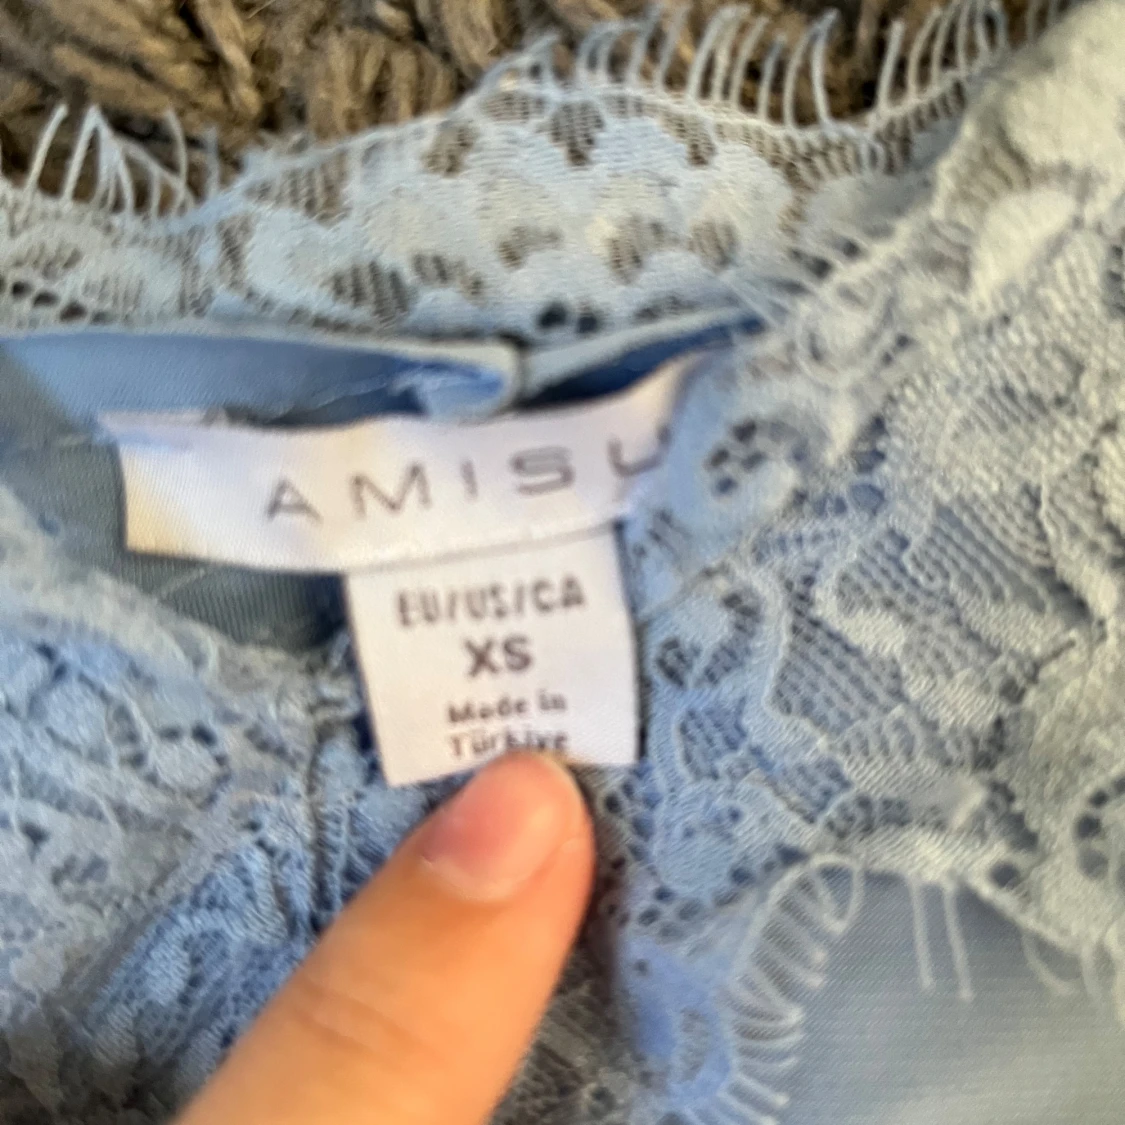 AMISU
EU/US/CA
XS
Made in
Türkiye